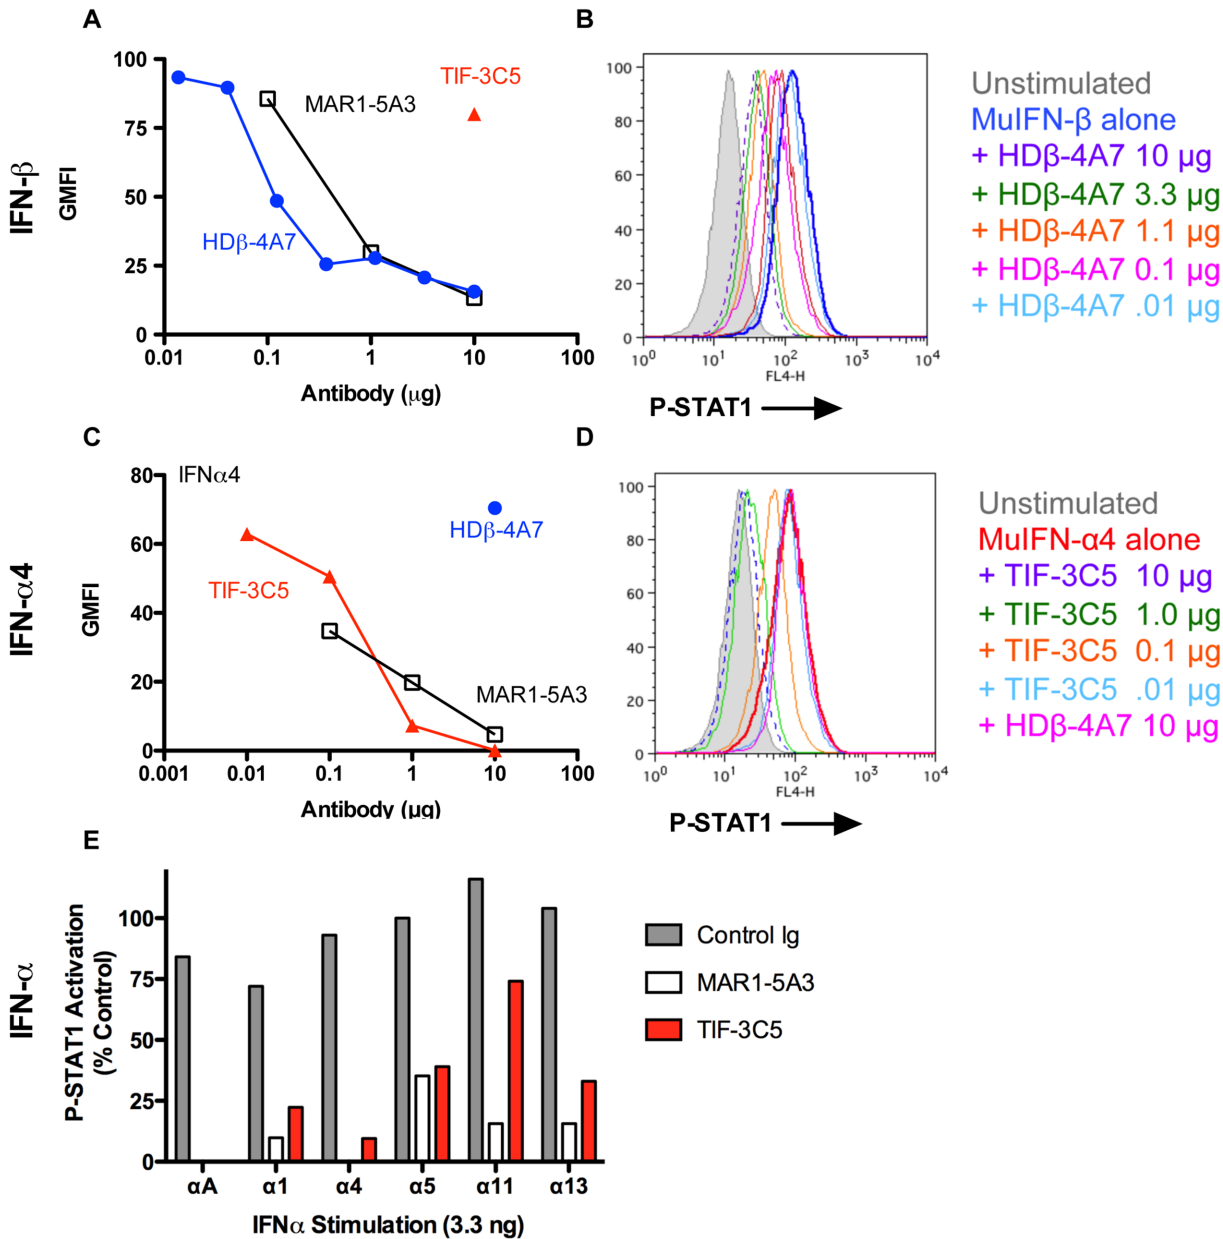 A
IFN-β
GMFI
100
75
50
25
0
TIF-3C5
MAR1-5A3
HDβ-4A7
0.01
0.1
1
10
100
Antibody (μg)
B
100
80
60
40
20
0
10⁰
10¹
10²
10³
10⁴
FL4-H
P-STAT1
Unstimulated
MuIFN-β alone
+ HDβ-4A7 10 μg
+ HDβ-4A7 3.3 μg
+ HDβ-4A7 1.1 μg
+ HDβ-4A7 0.1 μg
+ HDβ-4A7 .01 μg
C
IFN-α4
GMFI
80
60
40
20
0
IFNα4
HDβ-4A7
TIF-3C5
MAR1-5A3
0.001
0.01
0.1
1
10
100
Antibody (μg)
D
100
80
60
40
20
0
10⁰
10¹
10²
10³
10⁴
FL4-H
P-STAT1
Unstimulated
MuIFN-α4 alone
+ TIF-3C5 10 μg
+ TIF-3C5 1.0 μg
+ TIF-3C5 0.1 μg
+ TIF-3C5 .01 μg
+ HDβ-4A7 10 μg
E
IFN-α
P-STAT1 Activation
(% Control)
100
75
50
25
0
αA
α1
α4
α5
α11
α13
IFNα Stimulation (3.3 ng)
Control Ig
MAR1-5A3
TIF-3C5